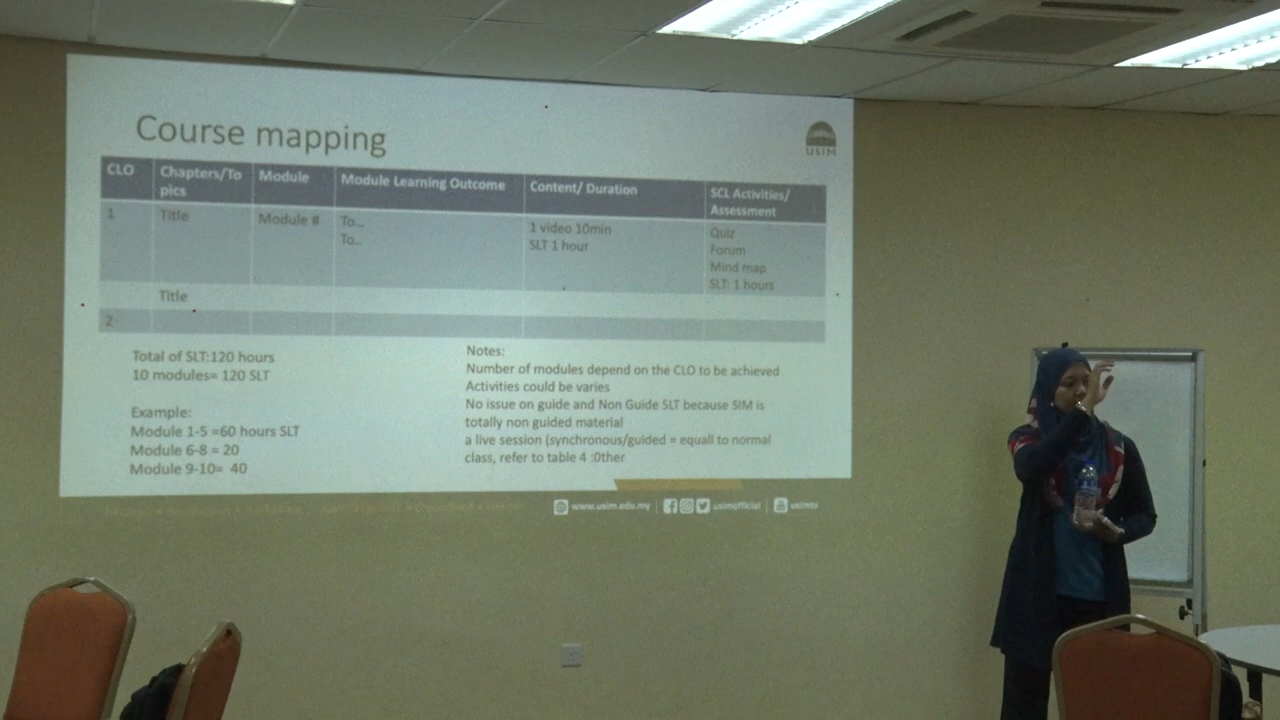 Course mapping
USIM
CLO
Chapters/To
pics
Module
Module Learning Outcome
Content/ Duration
SCL Activities/
Assessment
1
Title
Module #
To...
To..
1 video 10min
SLT 1 hour
Quiz
Forum
Mind map
SLT: 1 hours
Title
2
Total of SLT:120 hours
10 modules= 120 SLT
Example:
Module 1-5 =60 hours SLT
Module 6-8 = 20
Module 9-10= 40
Notes:
Number of modules depend on the CLO to be achieved
Activities could be varies
No issue on guide and Non Guide SLT because SIM is
totally non guided material
a live session (synchronous/guided = equall to normal
class, refer to table 4 :Other
www.usim.edu.my
usimofficial
usimtv